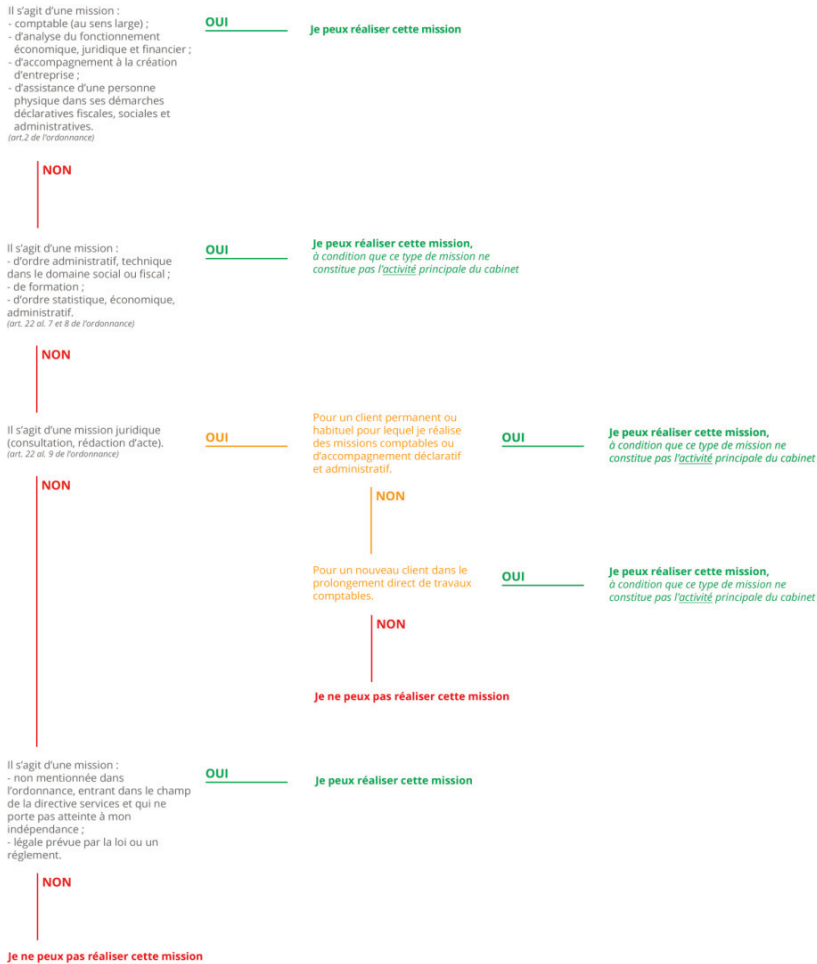 Il s'agit d'une mission :
- comptable (au sens large) ;
- d'analyse du fonctionnement
économique, juridique et financier ;
- d'accompagnement à la création
d'entreprise ;
- d'assistance d'une personne
physique dans ses démarches
déclaratives fiscales, sociales et
administratives.
(art.2 de l'ordonnance)
OUI
Je peux réaliser cette mission
NON
Il s'agit d'une mission :
- d'ordre administratif, technique
dans le domaine social ou fiscal ;
- de formation ;
- d'ordre statistique, économique,
administratif.
(art. 22 al. 7 et 8 de l'ordonnance)
OUI
Je peux réaliser cette mission,
à condition que ce type de mission ne
constitue pas l'activité principale du cabinet
NON
Il s'agit d'une mission juridique
(consultation, rédaction d'acte).
(art. 22 al. 9 de l'ordonnance)
OUI
Pour un client permanent ou
habituel pour lequel je réalise
des missions comptables ou
d'accompagnement déclaratif
et administratif.
OUI
Je peux réaliser cette mission,
à condition que ce type de mission ne
constitue pas l'activité principale du cabinet
NON
NON
Pour un nouveau client dans le
prolongement direct de travaux
comptables.
OUI
Je peux réaliser cette mission,
à condition que ce type de mission ne
constitue pas l'activité principale du cabinet
NON
Je ne peux pas réaliser cette mission
Il s'agit d'une mission :
- non mentionnée dans
l'ordonnance, entrant dans le champ
de la directive services et qui ne
porte pas atteinte à mon
indépendance ;
- légale prévue par la loi ou un
réglement.
OUI
Je peux réaliser cette mission
NON
Je ne peux pas réaliser cette mission